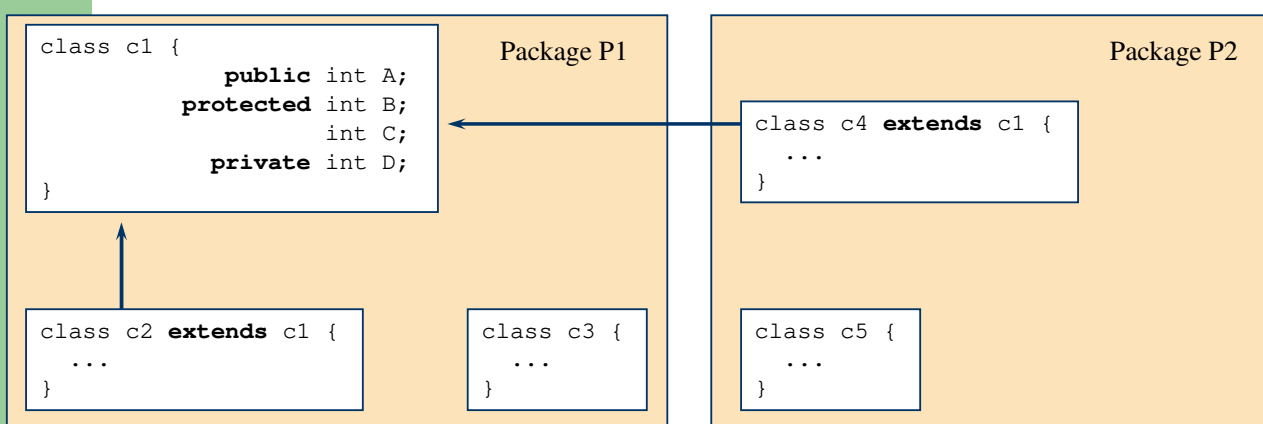 class c1 {
public int A;
protected int B;
int C;
private int D;
}
Package P1
class c2 extends c1 {
...
}
class c3 {
...
}
Package P2
class c4 extends c1 {
...
}
class c5 {
...
}